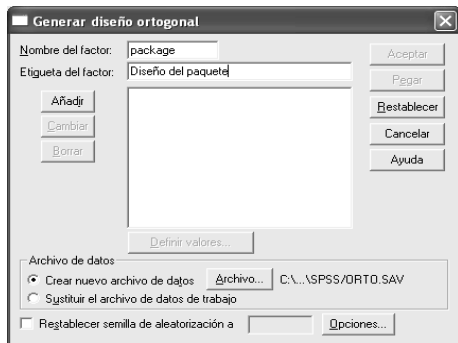 Generar diseño ortogonal
Nombre del factor: package
Aceptar
Etiqueta del factor: Diseño del paquete
Pegar
Añadir
Restablecer
Cambiar
Cancelar
Borrar
Ayuda
Definir valores...
Archivo de datos
Crear nuevo archivo de datos Archivo... C:\...\SPSS/ORTO.SAV
Sustituir el archivo de datos de trabajo
Restablecer semilla de aleatorización a Opciones...